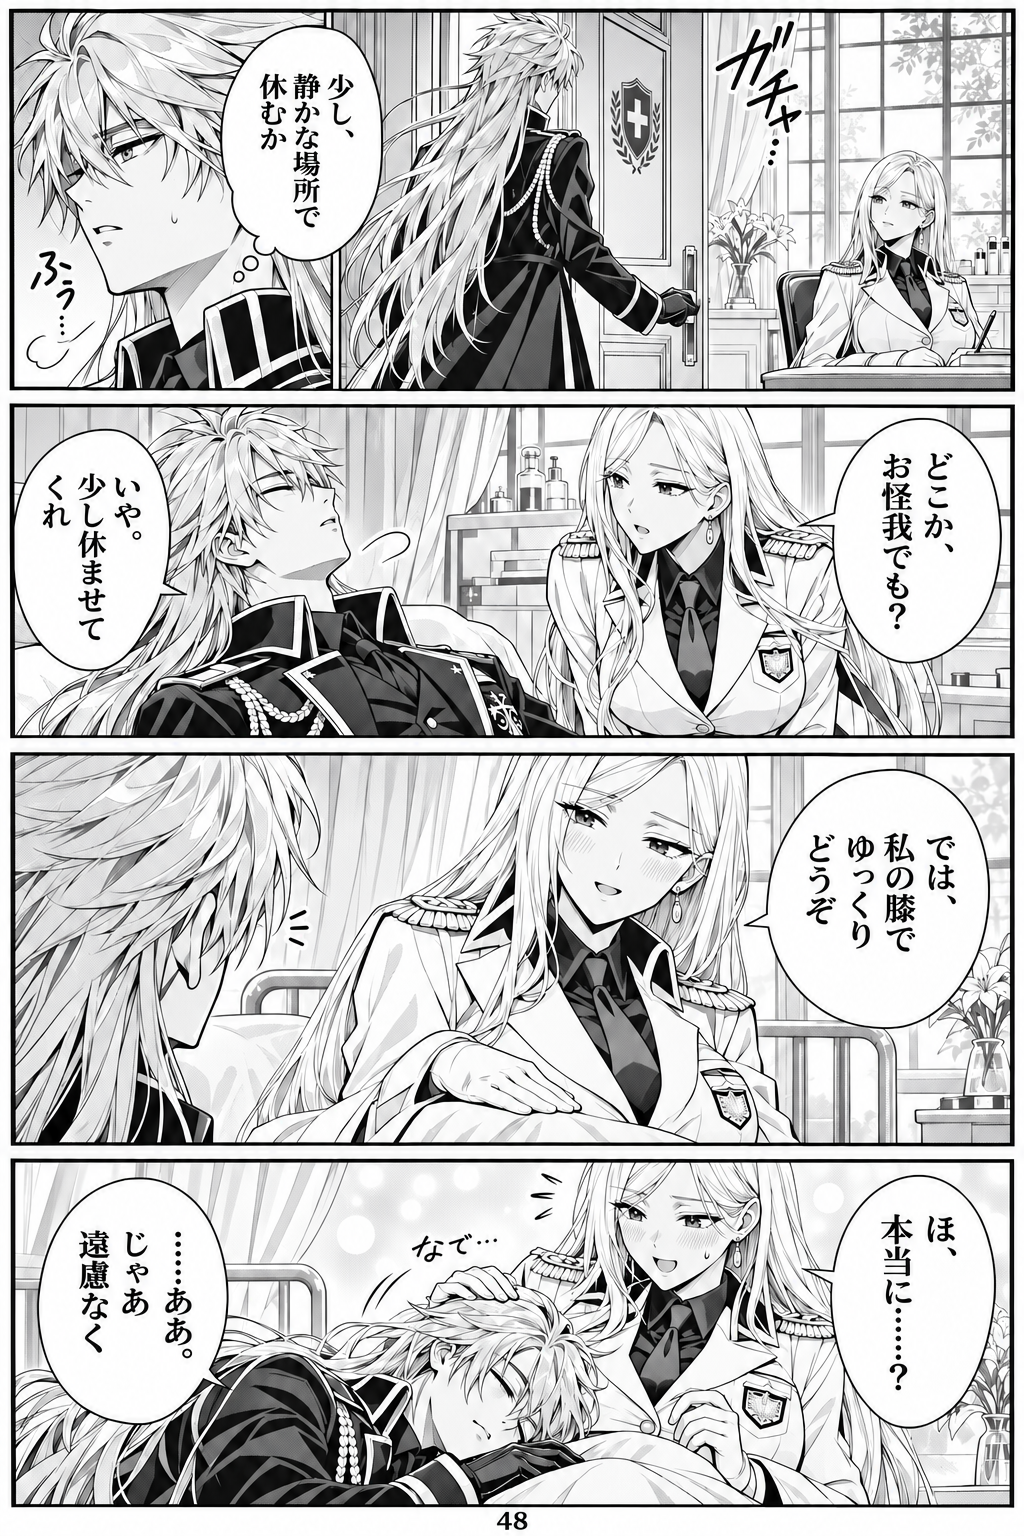 少し、
静かな場所で
休むか
ふぅ…
ガチャ…
どこか、
お怪我でも？
いや。
少し休ませて
くれ
では、
私の膝で
ゆっくり
どうぞ
ほ、
本当に……？
なで…
……ああ。
じゃあ
遠慮なく
48